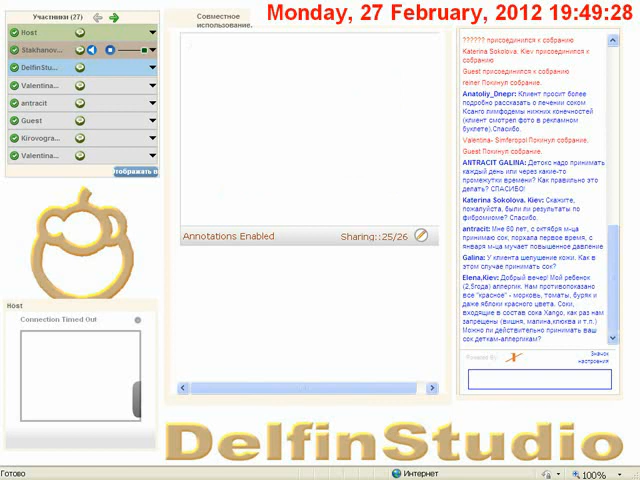 Monday, 27 February, 2012 19:49:28
Участники (27)
Host
Stakhanov...
DelfinStu...
Valentina...
antracit
Guest
Kirovogra...
Valentina...
Отображать в
Host
Connection Timed Out
Совместное
использование.
Annotations Enabled
Sharing::25/26
?????? присоединился к собранию
Katerina Sokolova. Kiev присоединился к
собранию
Guest присоединился к собранию
reiner Покинул собрание.
Anatoliy_Dnepr: Клиент просит более
подробно рассказать о лечении соком
Ксанго лимфодемы нижних конечностей
(клиент смотрел фото в рекламном
буклете).Спасибо.
Valentina- Simferopol Покинул собрание.
Guest Покинул собрание.
ANTRACIT GALINA: Детокс надо принимать
каждый день или через какие-то
промежутки времени? Как правильно это
делать? СПАСИБО!
Katerina Sokolova. Kiev: Скажите,
пожалуйста, были ли результаты по
фибромиоме? Спасибо.
antracit: Мне 60 лет, с октября м-ца
принимаю сок, порхала первое время, с
января м-ца мучает повышенное давление
Galina: У клиента шелушение кожи. Как в
этом случае принимать сок?
Elena,Kiev: Добрый вечер! Мой ребенок
(2,5года) аллергик. Нам противопоказано
все "красное" - морковь, томаты, буряк и
даже яблоки красного цвета. Соки,
входящие в состав сока Xango, как раз нам
запрещены (вишня, малина,клюква и т.п.)
Можно ли действительно принимать ваш
сок деткам-аллергикам?
Powered By:
Значок
настроения
DelfinStudio
Готово
Интернет
100%